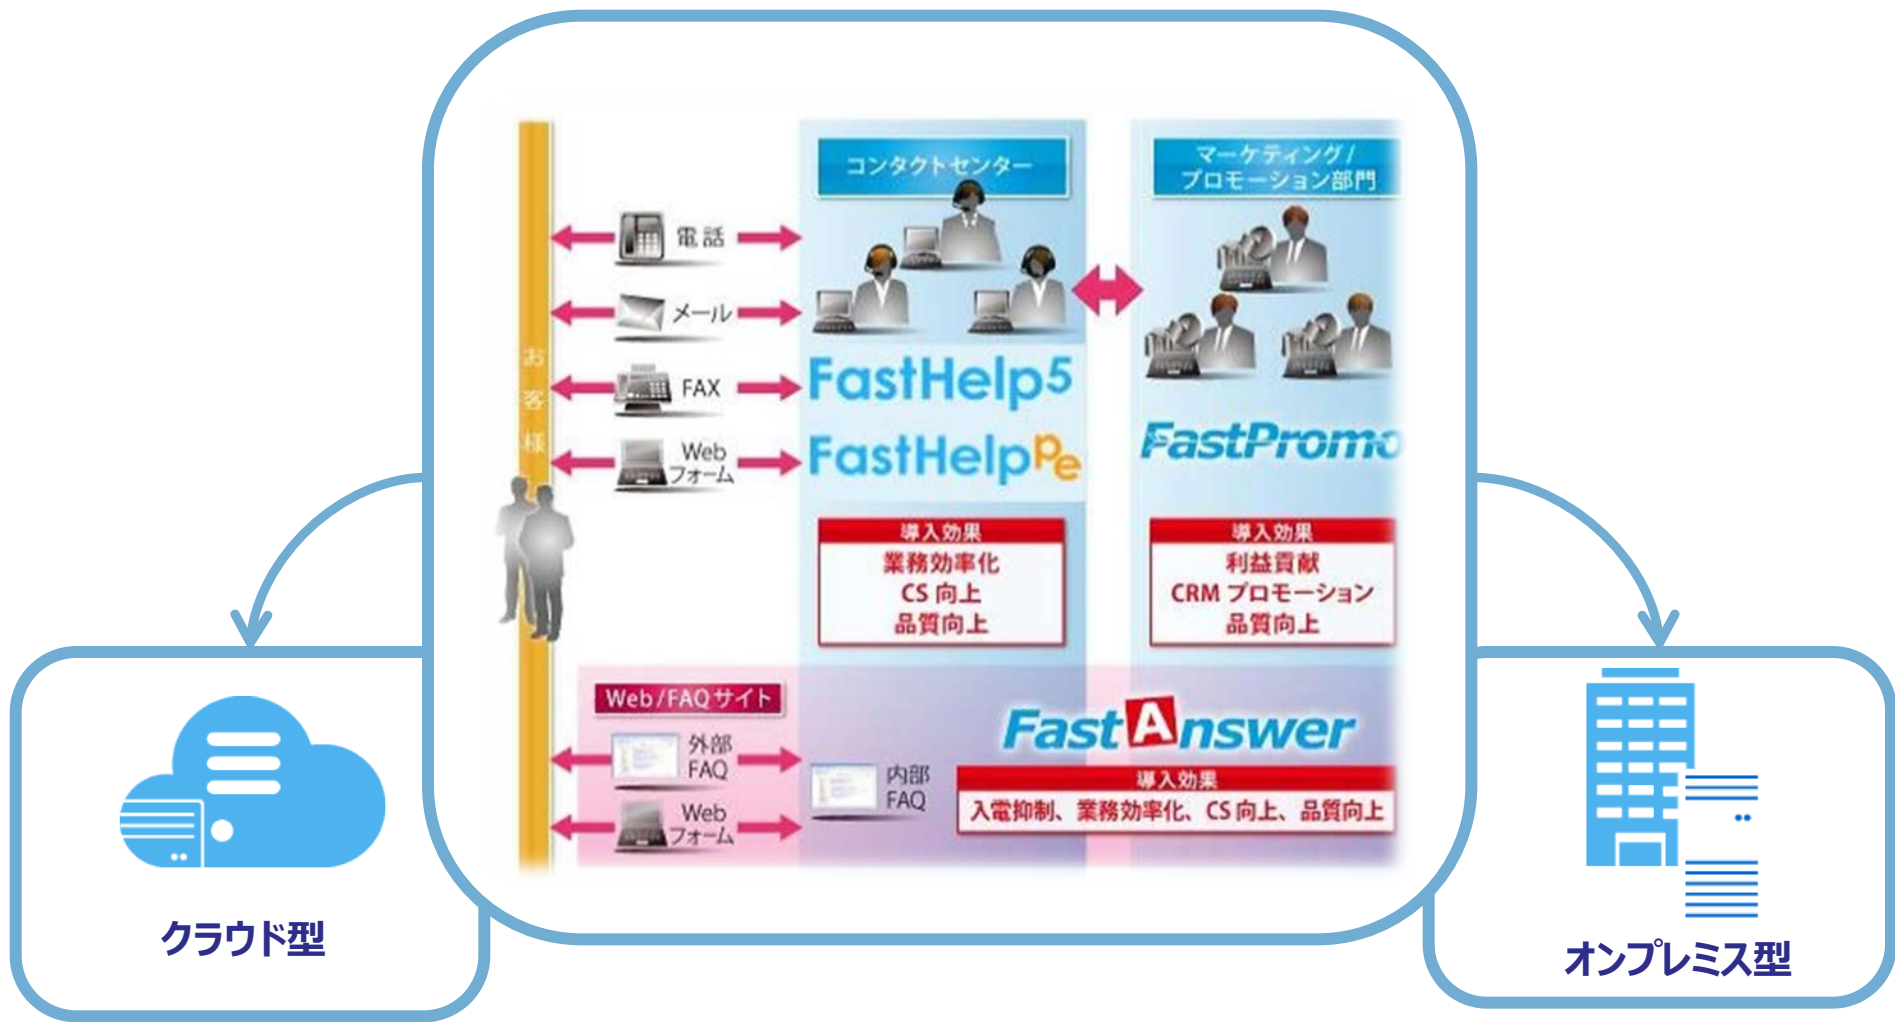 コンタクトセンター
マーケティング/
プロモーション部門
電話
メール
FAX
Web
フォーム
お客様
FastHelp5
FastHelppe
FastPromo
導入効果
業務効率化
CS 向上
品質向上
導入効果
利益貢献
CRM プロモーション
品質向上
Web/FAQサイト
外部
FAQ
Web
フォーム
内部
FAQ
FastAnswer
導入効果
入電抑制、業務効率化、CS 向上、品質向上
クラウド型
オンプレミス型